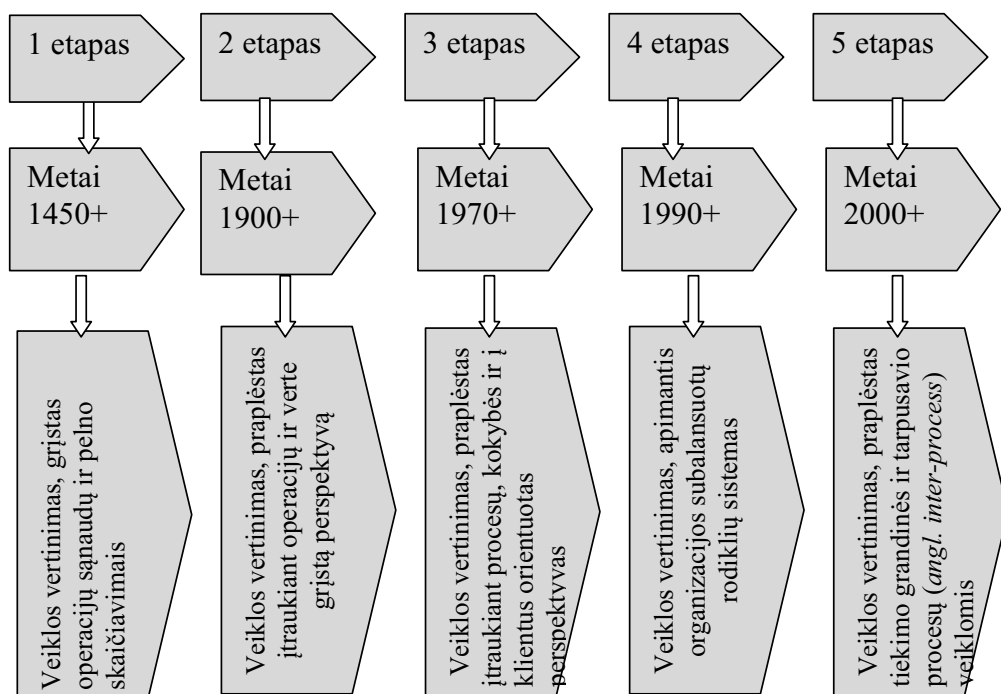 1 etapas
2 etapas
3 etapas
4 etapas
5 etapas
Metai
1450+
Metai
1900+
Metai
1970+
Metai
1990+
Metai
2000+
Veiklos vertinimas, grįstas
operacijų sąnaudų ir pelno
skaičiavimais
Veiklos vertinimas, praplėstas
įtraukiant operacijų ir verte
grįstą perspektyvą
Veiklos vertinimas, praplėstas
įtraukiant procesų, kokybės ir į
klientus orientuotas
perspektyvas
Veiklos vertinimas, apimantis
organizacijos subalansuotų
rodiklių sistemas
Veiklos vertinimas, praplėstas
tiekimo grandinės ir tarpusavio
procesų (angl. inter-process)
veiklomis